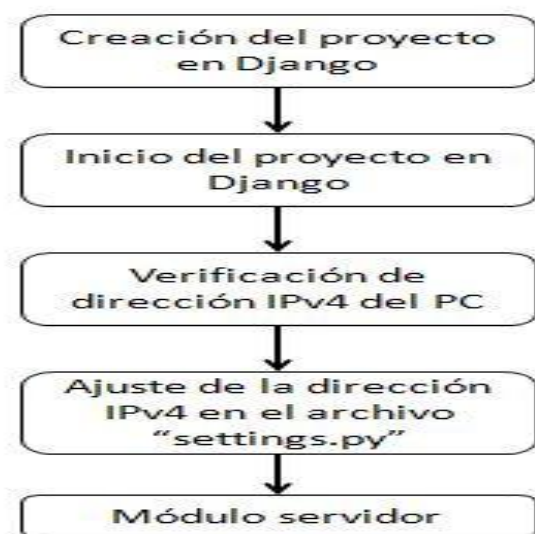 Creación del proyecto
en Django
Inicio del proyecto en
Django
Verificación de
dirección IPv4 del PC
Ajuste de la dirección
IPv4 en el archivo
“settings.py”
Módulo servidor